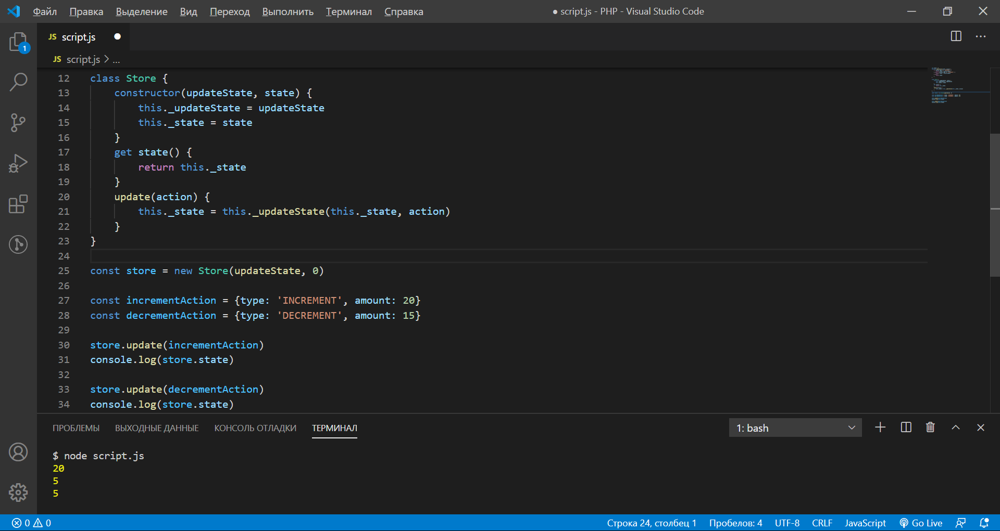 Файл Правка Выделение Вид Переход Выполнить Терминал Справка ● script.js - PHP - Visual Studio Code
JS script.js
1
JS script.js > ...
12 class Store {
13 constructor(updateState, state) {
14 this._updateState = updateState
15 this._state = state
16 }
17 get state() {
18 return this._state
19 }
20 update(action) {
21 this._state = this._updateState(this._state, action)
22 }
23 }
24
25 const store = new Store(updateState, 0)
26
27 const incrementAction = {type: 'INCREMENT', amount: 20}
28 const decrementAction = {type: 'DECREMENT', amount: 15}
29
30 store.update(incrementAction)
31 console.log(store.state)
32
33 store.update(decrementAction)
34 console.log(store.state)
ПРОБЛЕМЫ ВЫХОДНЫЕ ДАННЫЕ КОНСОЛЬ ОТЛАДКИ ТЕРМИНАЛ 1: bash
$ node script.js
20
5
5
0 0 Строка 24, столбец 1 Пробелов: 4 UTF-8 CRLF JavaScript Go Live